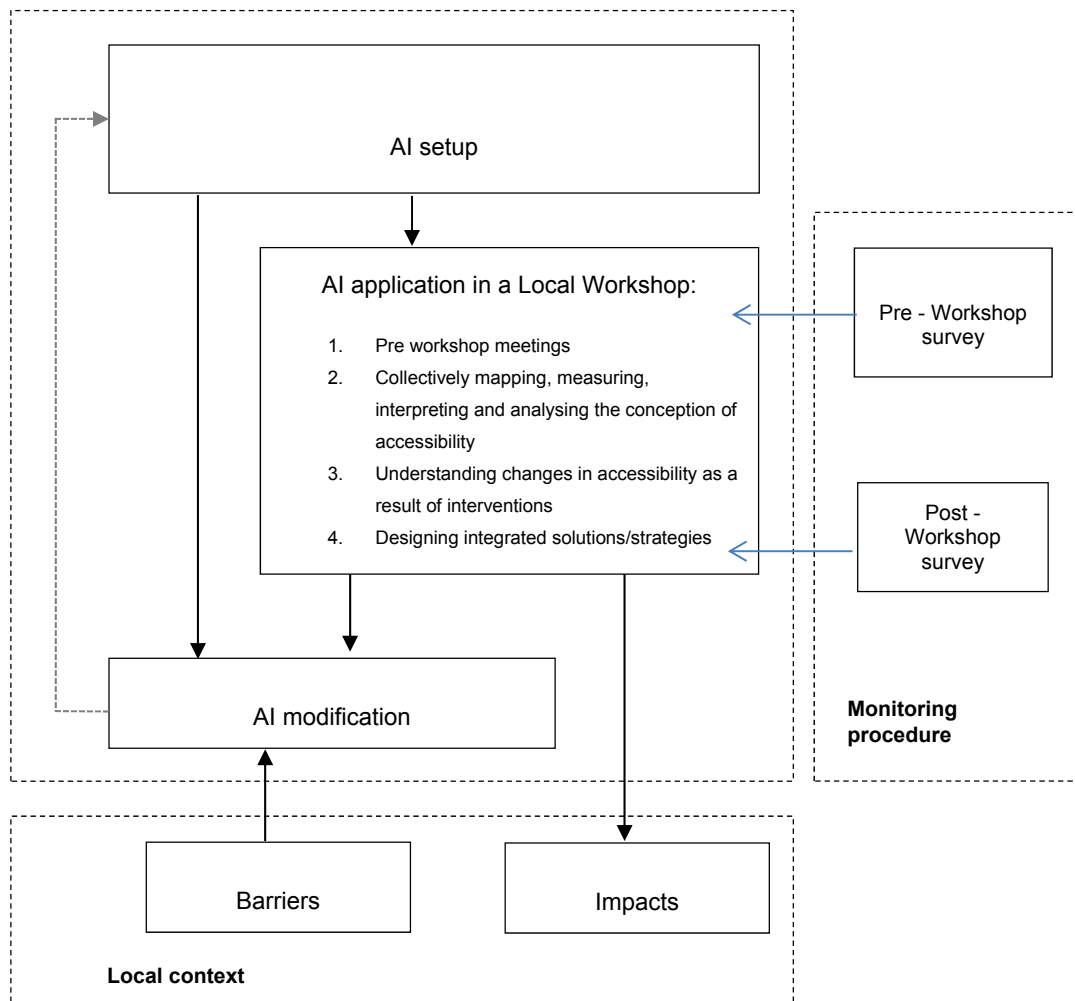 AI setup
AI application in a Local Workshop:
1. Pre workshop meetings
2. Collectively mapping, measuring,
interpreting and analysing the conception of
accessibility
3. Understanding changes in accessibility as a
result of interventions
4. Designing integrated solutions/strategies
Pre - Workshop
survey
Post -
Workshop
survey
AI modification
Monitoring
procedure
Barriers
Impacts
Local context